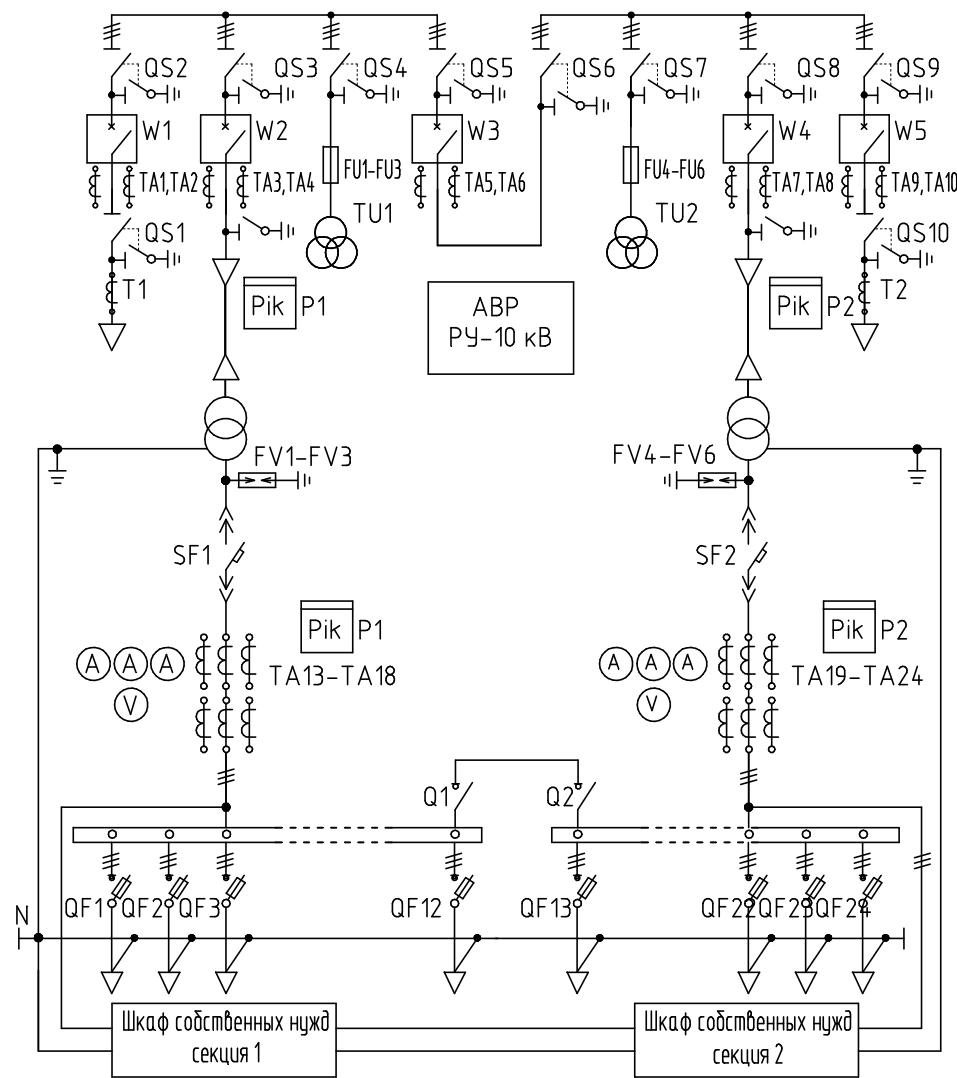 QS2 QS3 QS4 QS5 QS6 QS7 QS8 QS9
W1 W2 W3 W4 W5
TA1,TA2 TA3,TA4 FU1-FU3 TA5,TA6 FU4-FU6 TA7,TA8 TA9,TA10
TU1 TU2
QS1 QS10
T1 T2
Pik P1 Pik P2
АВР
РУ-10 кВ
FV1-FV3 FV4-FV6
SF1 SF2
Pik P1 Pik P2
A A A A A A
TA13-TA18 TA19-TA24
V V
Q1 Q2
QF1 QF2 QF3 QF12 QF13 QF22 QF23 QF24
N
Шкаф собственных нужд
секция 1
Шкаф собственных нужд
секция 2